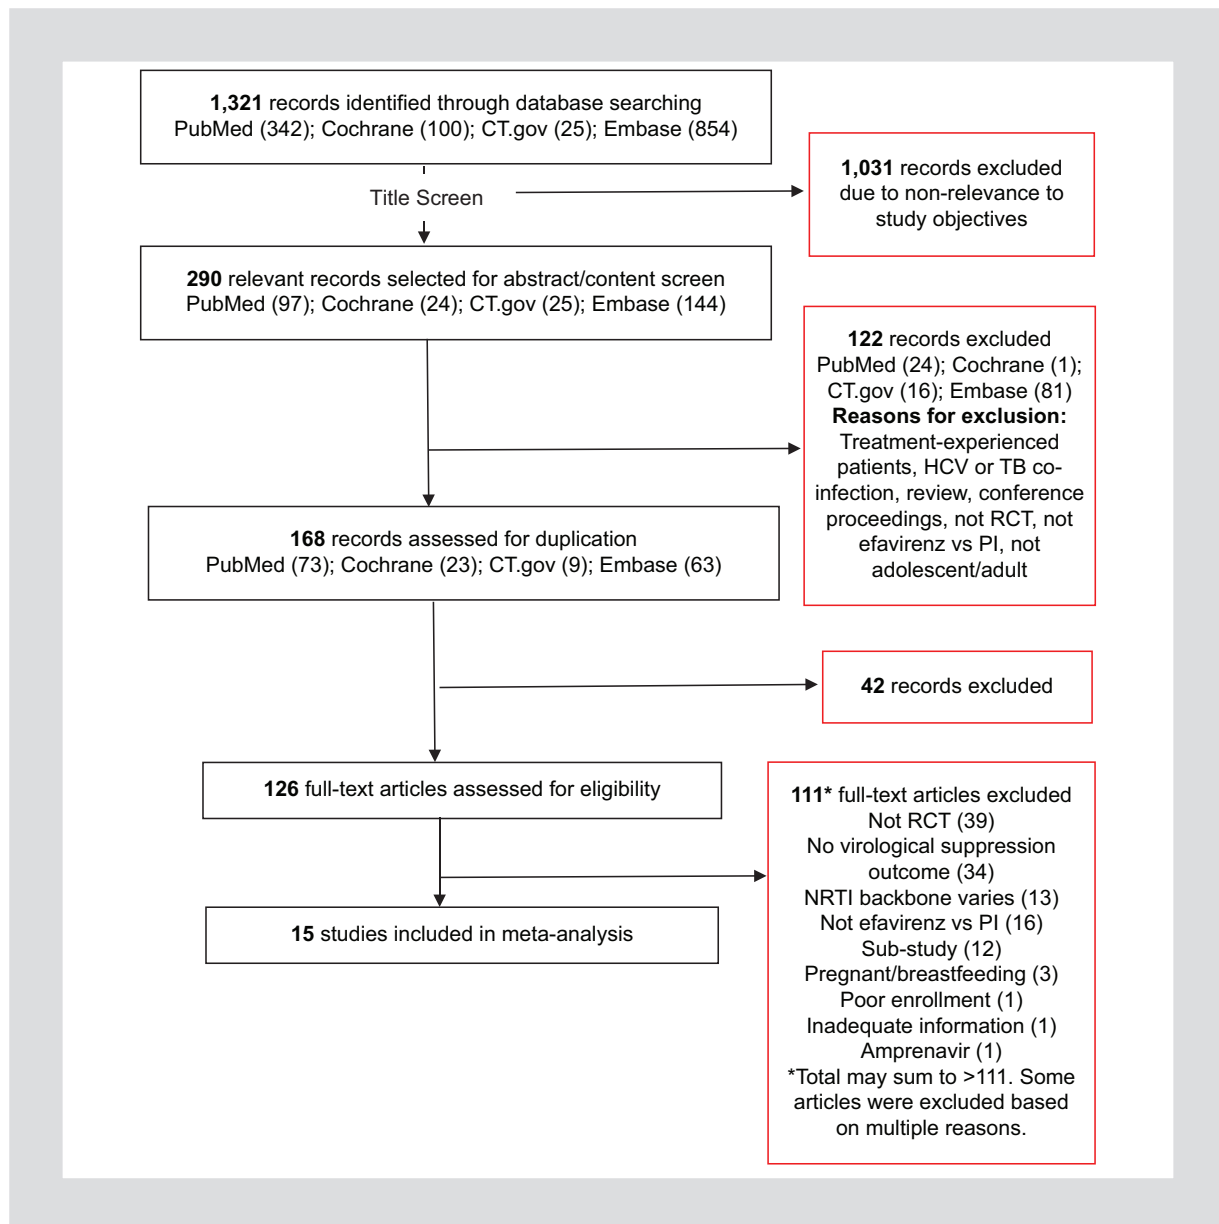 1,321 records identified through database searching
PubMed (342); Cochrane (100); CT.gov (25); Embase (854)
Title Screen
1,031 records excluded
due to non-relevance to
study objectives
290 relevant records selected for abstract/content screen
PubMed (97); Cochrane (24); CT.gov (25); Embase (144)
122 records excluded
PubMed (24); Cochrane (1);
CT.gov (16); Embase (81)
Reasons for exclusion:
Treatment-experienced
patients, HCV or TB co-
infection, review, conference
proceedings, not RCT, not
efavirenz vs PI, not
adolescent/adult
168 records assessed for duplication
PubMed (73); Cochrane (23); CT.gov (9); Embase (63)
42 records excluded
126 full-text articles assessed for eligibility
111* full-text articles excluded
Not RCT (39)
No virological suppression
outcome (34)
NRTI backbone varies (13)
Not efavirenz vs PI (16)
Sub-study (12)
Pregnant/breastfeeding (3)
Poor enrollment (1)
Inadequate information (1)
Amprenavir (1)
*Total may sum to >111. Some
articles were excluded based
on multiple reasons.
15 studies included in meta-analysis